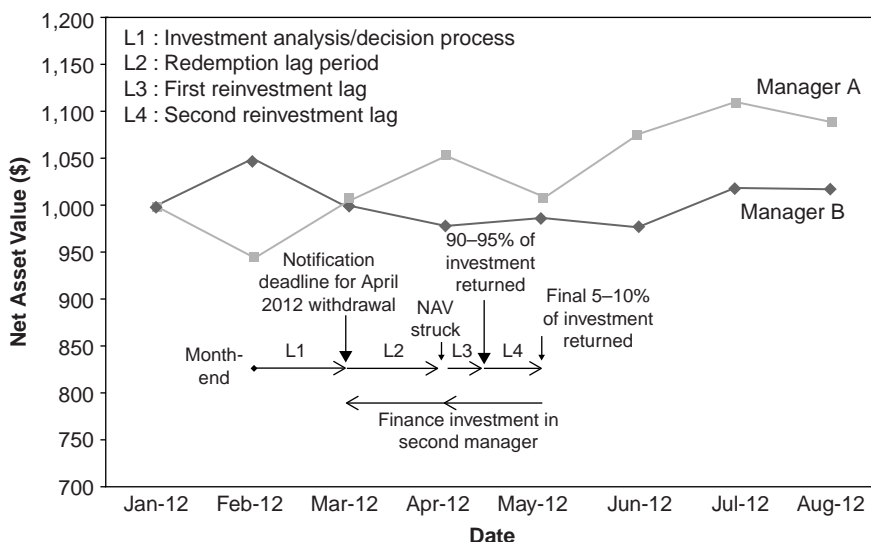 L1 : Investment analysis/decision process
L2 : Redemption lag period
L3 : First reinvestment lag
L4 : Second reinvestment lag
Net Asset Value ($)
1,200
1,150
1,100
1,050
1,000
950
900
850
800
750
700
Manager A
Manager B
Notification
deadline for April
2012 withdrawal
90–95% of
investment
returned
NAV
struck
Final 5–10%
of investment
returned
Month-
end
L1
L2
L3
L4
Finance investment in
second manager
Jan-12 Feb-12 Mar-12 Apr-12 May-12 Jun-12 Jul-12 Aug-12
Date